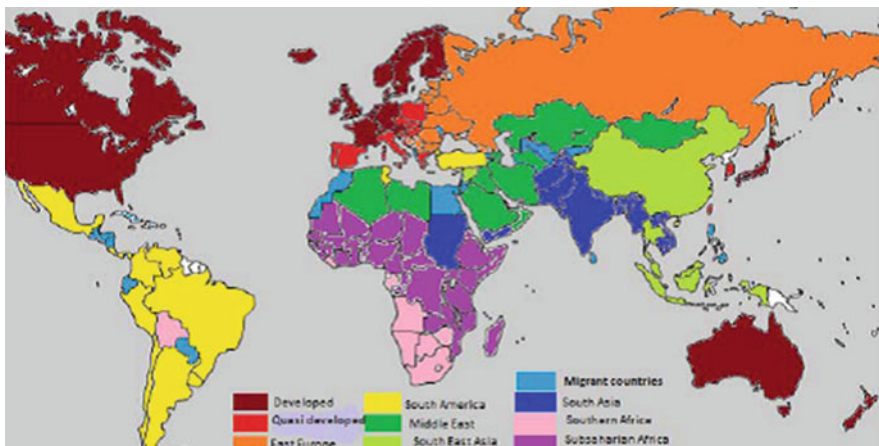 Developed
Quasi developed
East Europe
South America
Middle East
South East Asia
Migrant countries
South Asia
Southern Africa
Subsaharian Africa